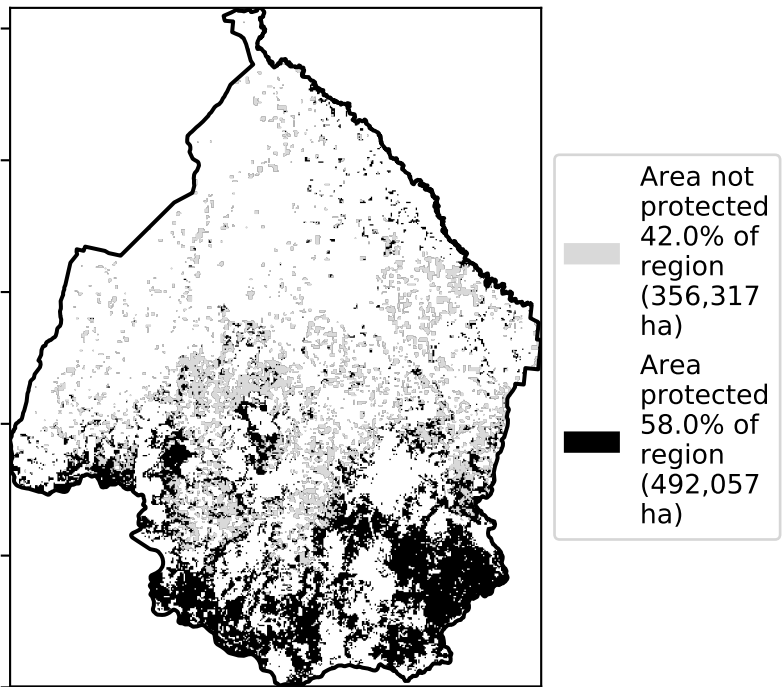 Area not
protected
42.0% of
region
(356,317
ha)
Area
protected
58.0% of
region
(492,057
ha)